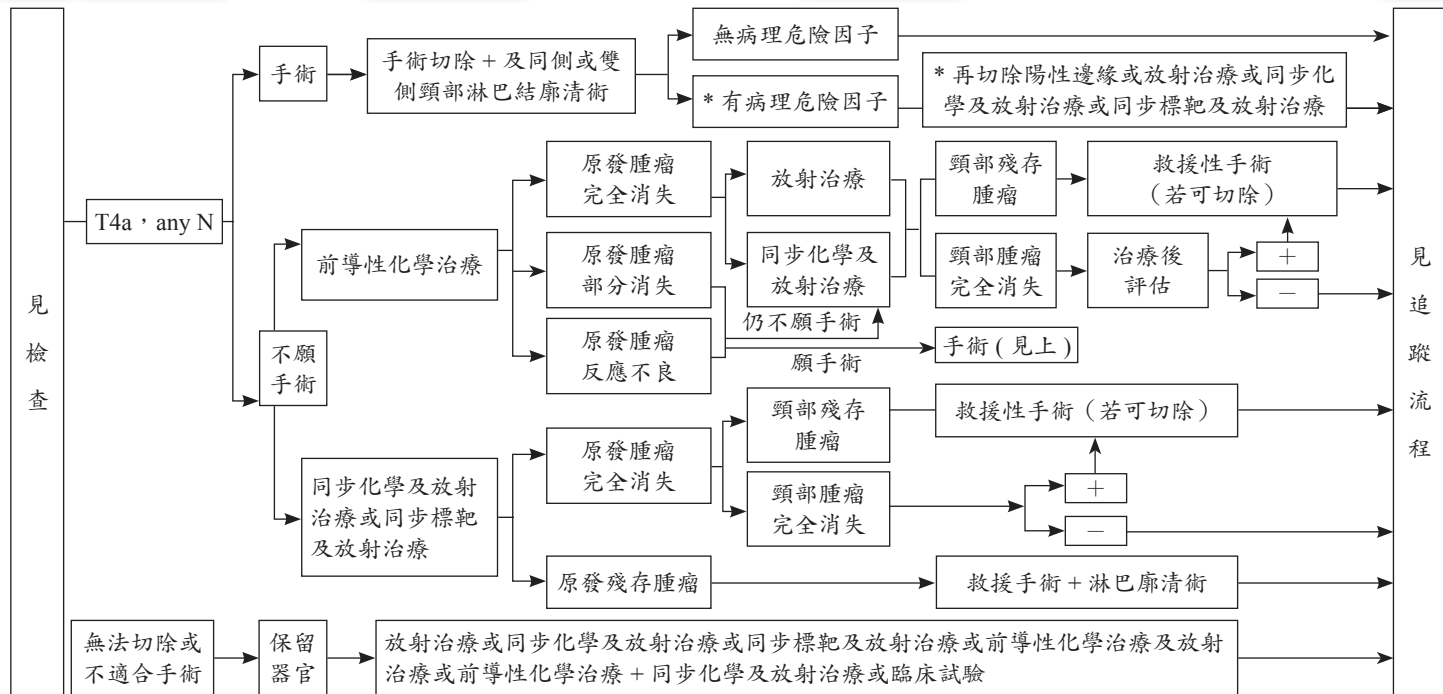 見檢查
T4a，any N
手術
手術切除 + 及同側或雙
側頸部淋巴結廓清術
無病理危險因子
* 有病理危險因子
* 再切除陽性邊緣或放射治療或同步化
學及放射治療或同步標靶及放射治療
不願
手術
前導性化學治療
原發腫瘤
完全消失
原發腫瘤
部分消失
原發腫瘤
反應不良
放射治療
同步化學及
放射治療
仍不願手術
願手術
手術 ( 見上 )
頸部殘存
腫瘤
頸部腫瘤
完全消失
救援性手術
（若可切除）
治療後
評估
+
−
同步化學及放射
治療或同步標靶
及放射治療
原發腫瘤
完全消失
原發殘存腫瘤
頸部殘存
腫瘤
頸部腫瘤
完全消失
救援性手術（若可切除）
+
−
救援手術 + 淋巴廓清術
無法切除或
不適合手術
保留
器官
放射治療或同步化學及放射治療或同步標靶及放射治療或前導性化學治療及放射
治療或前導性化學治療 + 同步化學及放射治療或臨床試驗
見追蹤流程